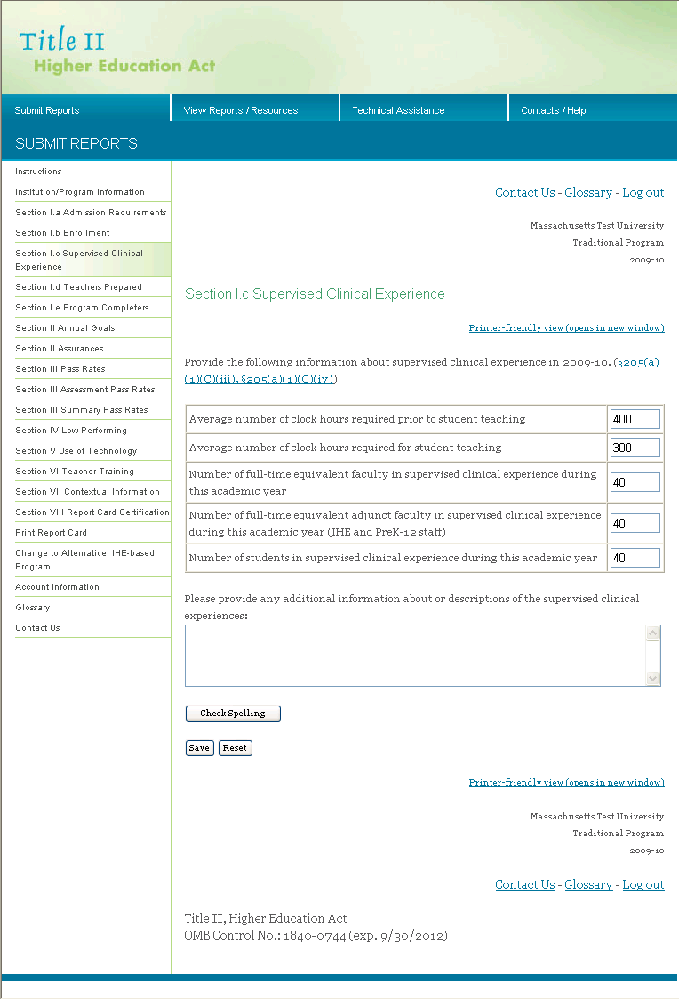 Title II
Higher Education Act
Submit Reports
View Reports / Resources
Technical Assistance
Contacts / Help
SUBMIT REPORTS
Instructions
Institution/Program Information
Section I.a Admission Requirements
Section I.b Enrollment
Section I.c Supervised Clinical
Experience
Section I.d Teachers Prepared
Section I.e Program Completers
Section II Annual Goals
Section II Assurances
Section III Pass Rates
Section III Assessment Pass Rates
Section III Summary Pass Rates
Section IV Low-Performing
Section V Use of Technology
Section VI Teacher Training
Section VII Contextual Information
Section VIII Report Card Certification
Print Report Card
Change to Alternative, IHE-based
Program
Account Information
Glossary
Contact Us
Contact Us - Glossary - Log out
Massachusetts Test University
Traditional Program
2009-10
Section I.c Supervised Clinical Experience
Printer-friendly view (opens in new window)
Provide the following information about supervised clinical experience in 2009-10. (§205(a)
(1)(C)(iii), §205(a)(1)(C)(iv))
Average number of clock hours required prior to student teaching 400
Average number of clock hours required for student teaching 300
Number of full-time equivalent faculty in supervised clinical experience during
this academic year 40
Number of full-time equivalent adjunct faculty in supervised clinical experience
during this academic year (IHE and PreK-12 staff) 40
Number of students in supervised clinical experience during this academic year 40
Please provide any additional information about or descriptions of the supervised clinical
experiences:
Check Spelling
Save Reset
Printer-friendly view (opens in new window)
Massachusetts Test University
Traditional Program
2009-10
Contact Us - Glossary - Log out
Title II, Higher Education Act
OMB Control No.: 1840-0744 (exp. 9/30/2012)